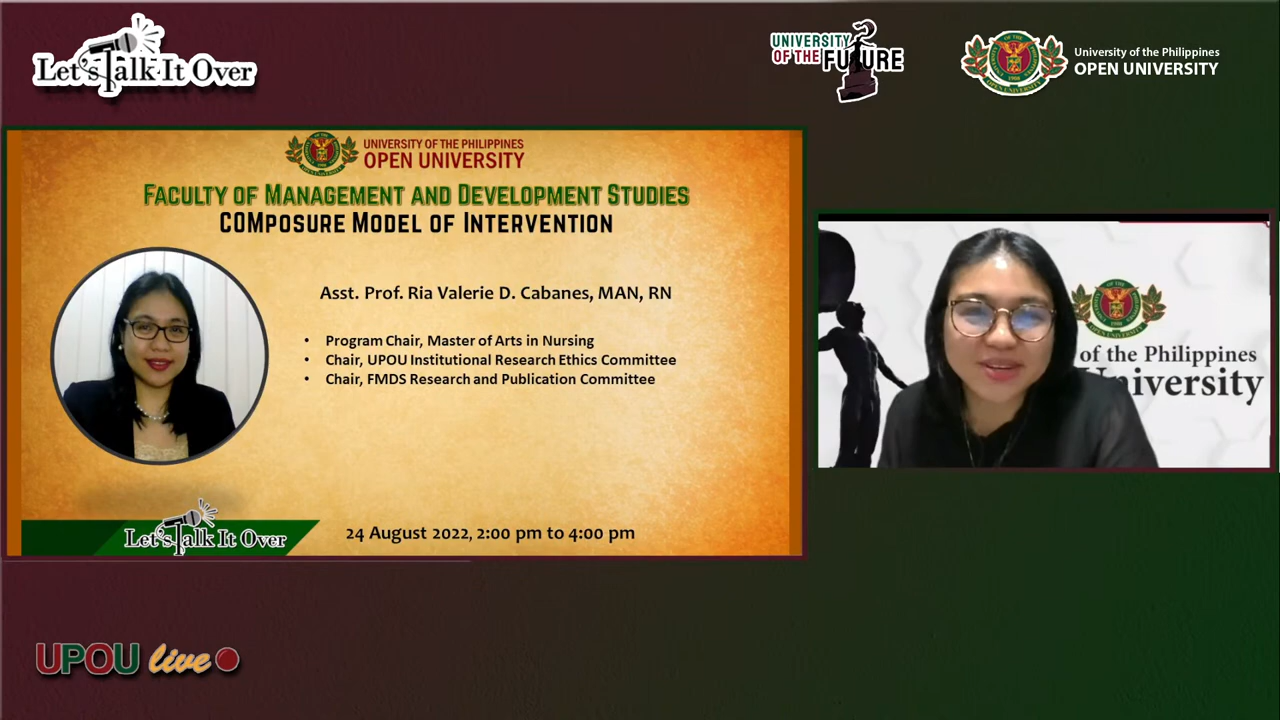 Let's Talk It Over
UNIVERSITY
OF THE FUTURE
University of the Philippines
OPEN UNIVERSITY
UNIVERSITY OF THE PHILIPPINES
OPEN UNIVERSITY
FACULTY OF MANAGEMENT AND DEVELOPMENT STUDIES
COMPOSURE MODEL OF INTERVENTION
Asst. Prof. Ria Valerie D. Cabanes, MAN, RN
• Program Chair, Master of Arts in Nursing
• Chair, UPOU Institutional Research Ethics Committee
• Chair, FMDS Research and Publication Committee
Let's Talk It Over
24 August 2022, 2:00 pm to 4:00 pm
of the Philippines
University
UPOU live